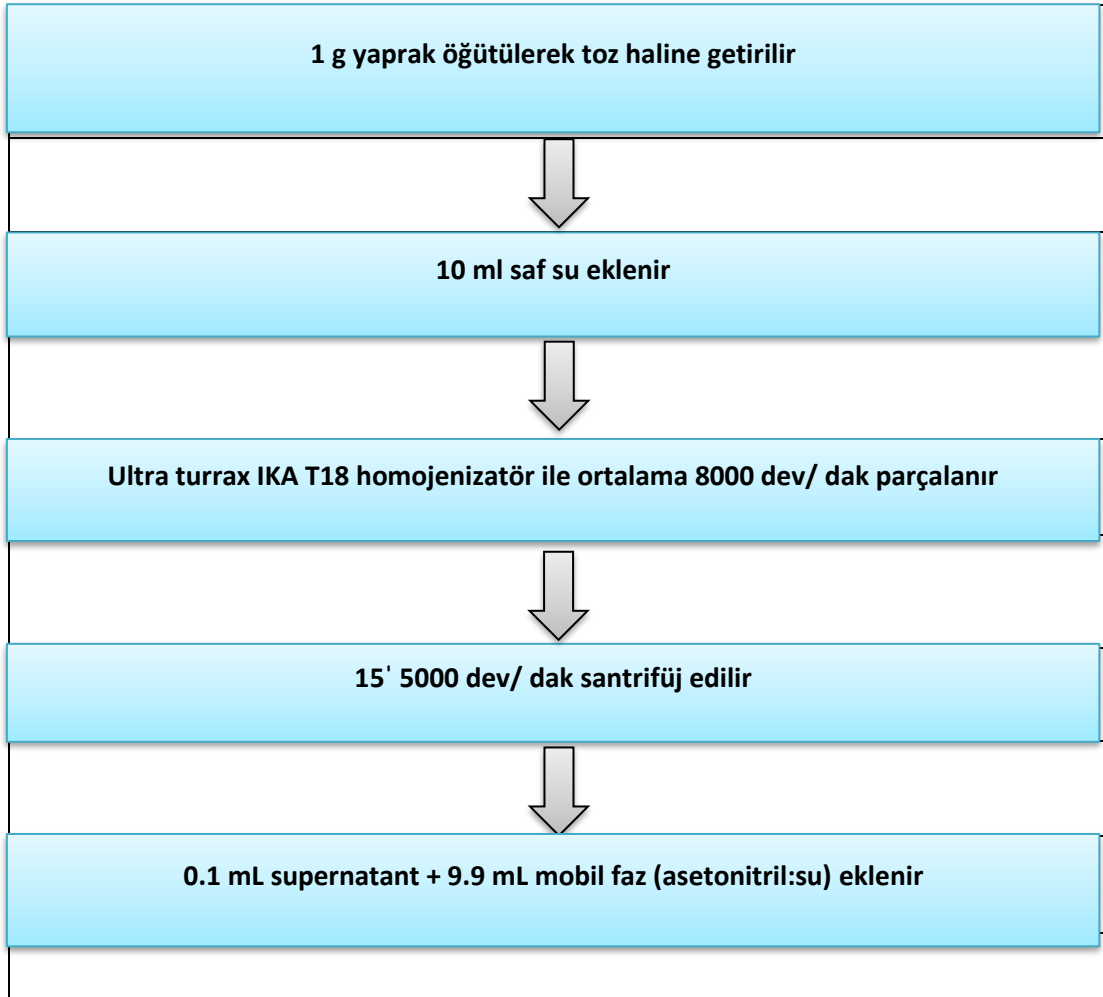 1 g yaprak öğütülerek toz haline getirilir
10 ml saf su eklenir
Ultra turrax IKA T18 homojenizatör ile ortalama 8000 dev/ dak parçalanır
15' 5000 dev/ dak santrifüj edilir
0.1 mL supernatant + 9.9 mL mobil faz (asetonitril:su) eklenir